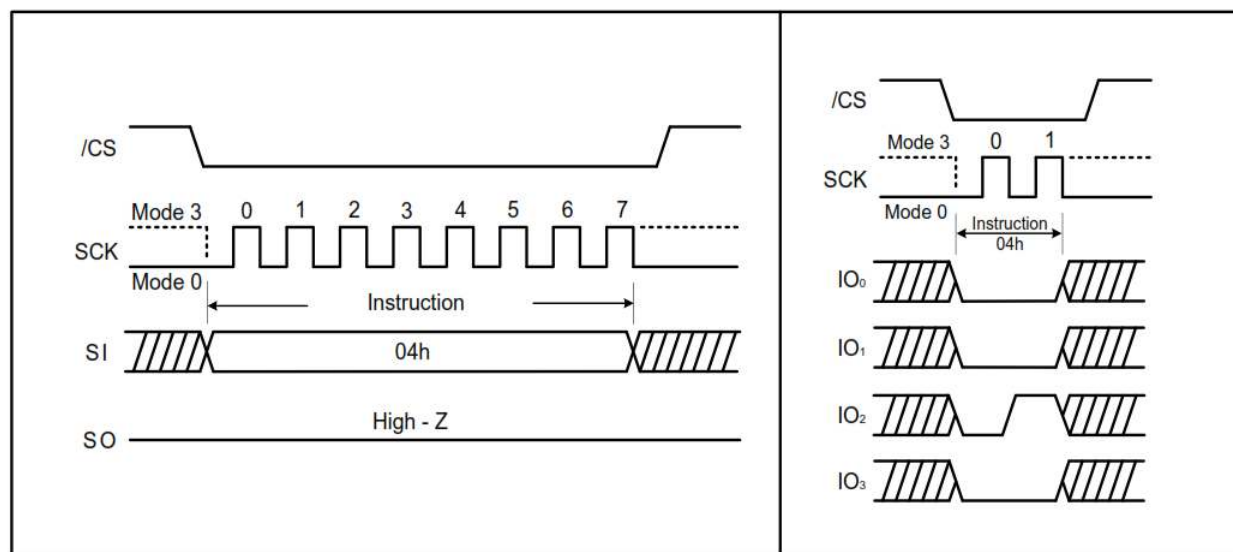 /CS
Mode 3 0 1 2 3 4 5 6 7
SCK
Mode 0
Instruction
SI 04h
High - Z
SO
/CS
Mode 3 0 1
SCK
Mode 0
Instruction
04h
IO₀
IO₁
IO₂
IO₃